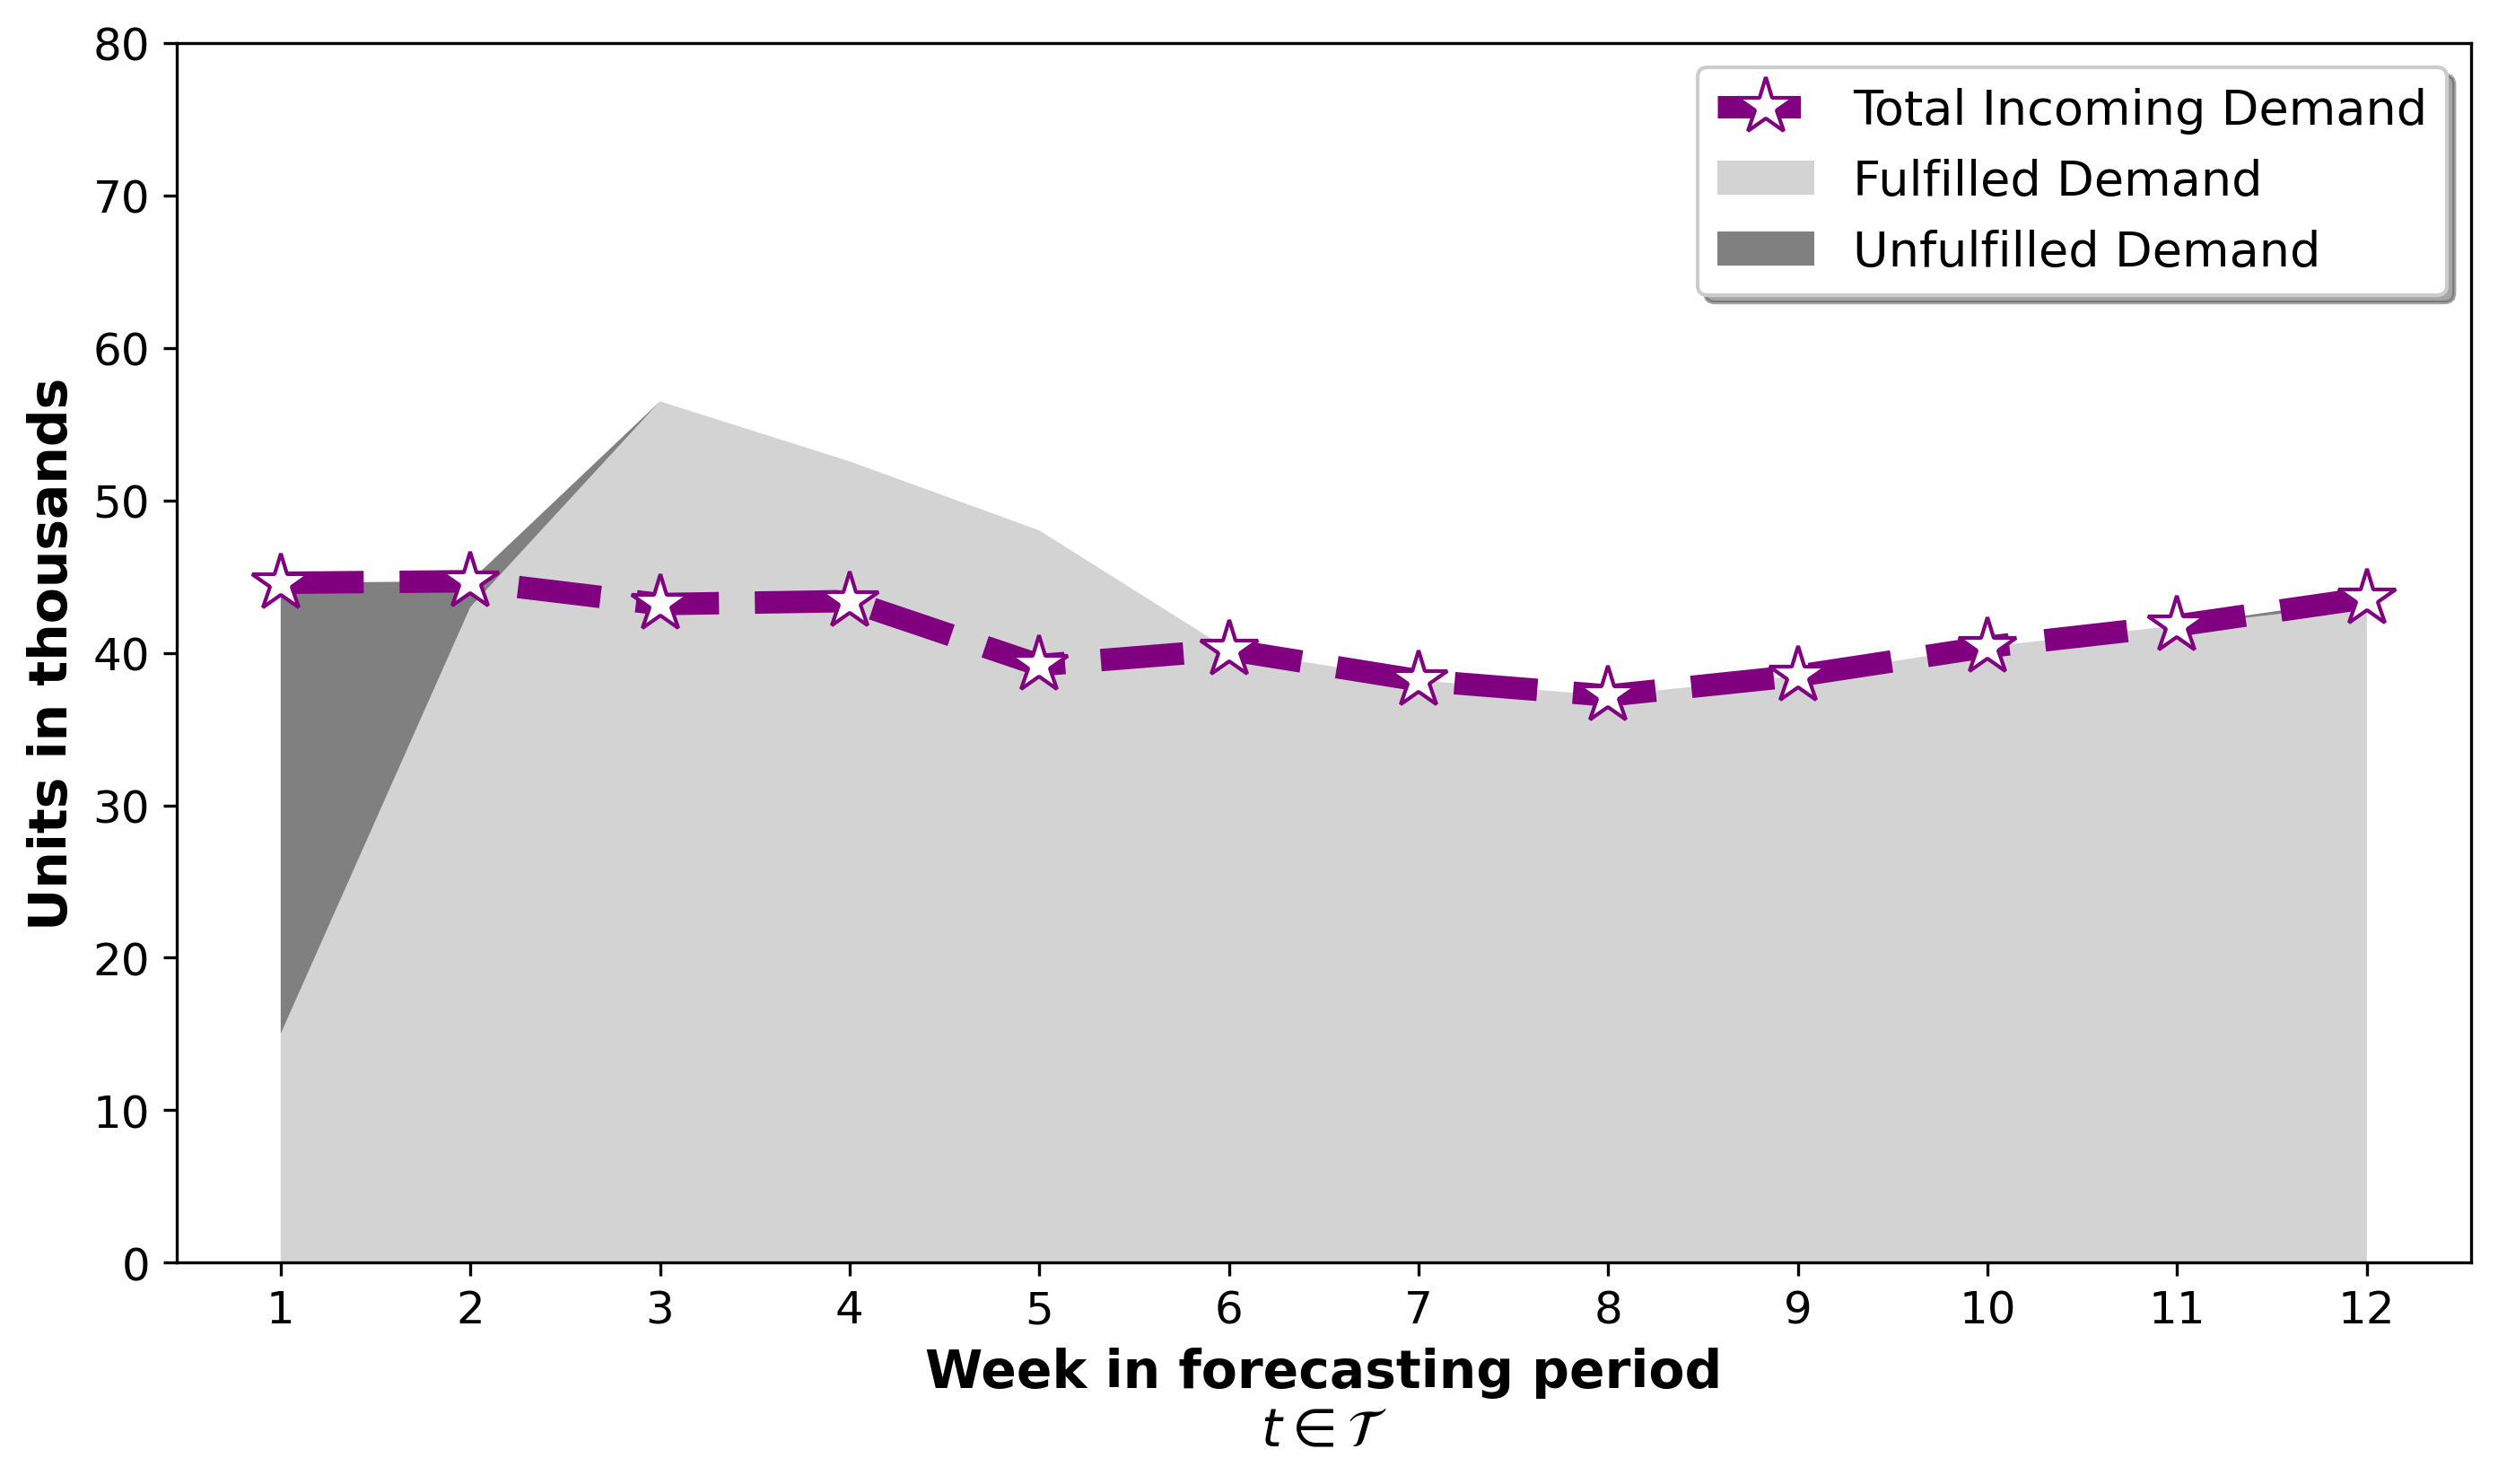 80
70
60
50
40
30
20
10
0
Units in thousands
Total Incoming Demand
Fulfilled Demand
Unfulfilled Demand
1 2 3 4 5 6 7 8 9 10 11 12
Week in forecasting period
t ∈ 𝒯